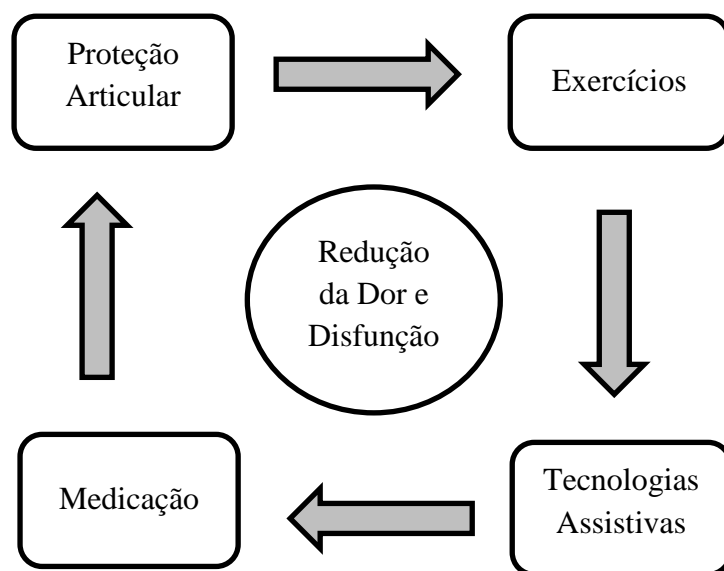 Proteção
Articular
Exercícios
Redução
da Dor e
Disfunção
Medicação
Tecnologias
Assistivas